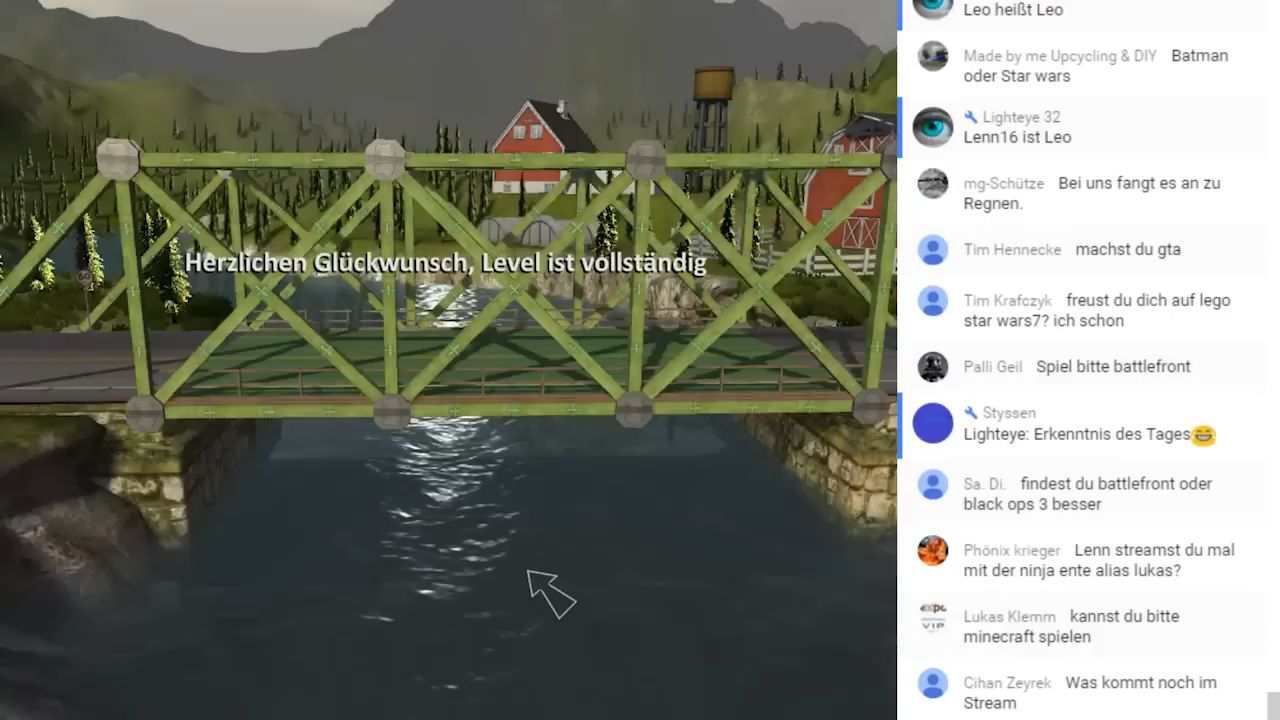 Herzlichen Glückwunsch, Level ist vollständig
60
Leo heißt Leo
Made by me Upcycling & DIY Batman
oder Star wars
Lighteye 32
Lenn16 ist Leo
mg-Schütze Bei uns fangt es an zu
Regnen.
Tim Hennecke machst du gta
Tim Krafczyk freust du dich auf lego
star wars7? ich schon
Palli Geil Spiel bitte battlefront
Styssen
Lighteye: Erkenntnis des Tages😂
Sa. Di. findest du battlefront oder
black ops 3 besser
Phönix krieger Lenn streamst du mal
mit der ninja ente alias lukas?
expo
VIP
Lukas Klemm kannst du bitte
minecraft spielen
Cihan Zeyrek Was kommt noch im
Stream